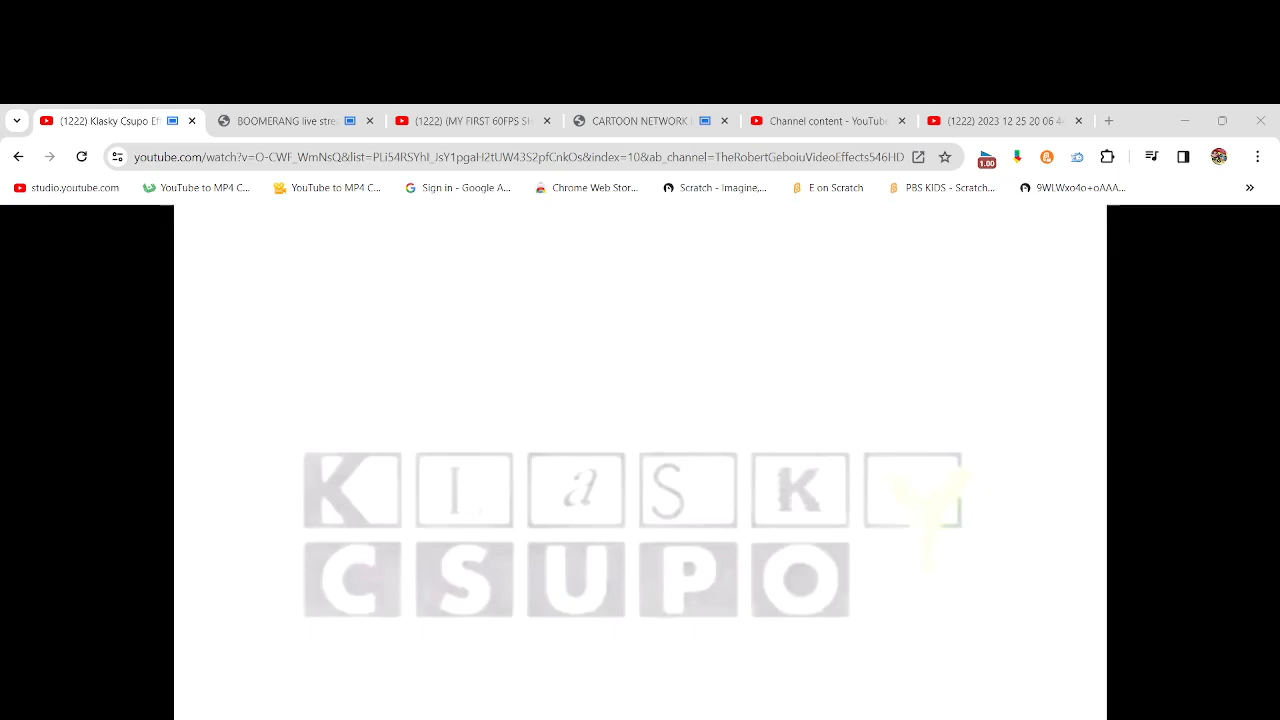 (1222) Klasky Csupo Ef
BOOMERANG live stre
(1222) (MY FIRST 60FPS SH
CARTOON NETWORK
Channel content - YouTube
(1222) 2023 12 25 20 06 4
youtube.com/watch?v=O-CWF_WmNsQ&list=PLi54RSYhI_JsY1pgaH2tUW43S2pfCnkOs&index=10&ab_channel=TheRobertGeboiuVideoEffects546HD
1.00
studio.youtube.com
YouTube to MP4 C...
YouTube to MP4 C...
Sign in - Google A...
Chrome Web Stor...
Scratch - Imagine,...
E on Scratch
PBS KIDS - Scratch...
9WLWxo4o+oAAA...
KLaSKY
CSUPO